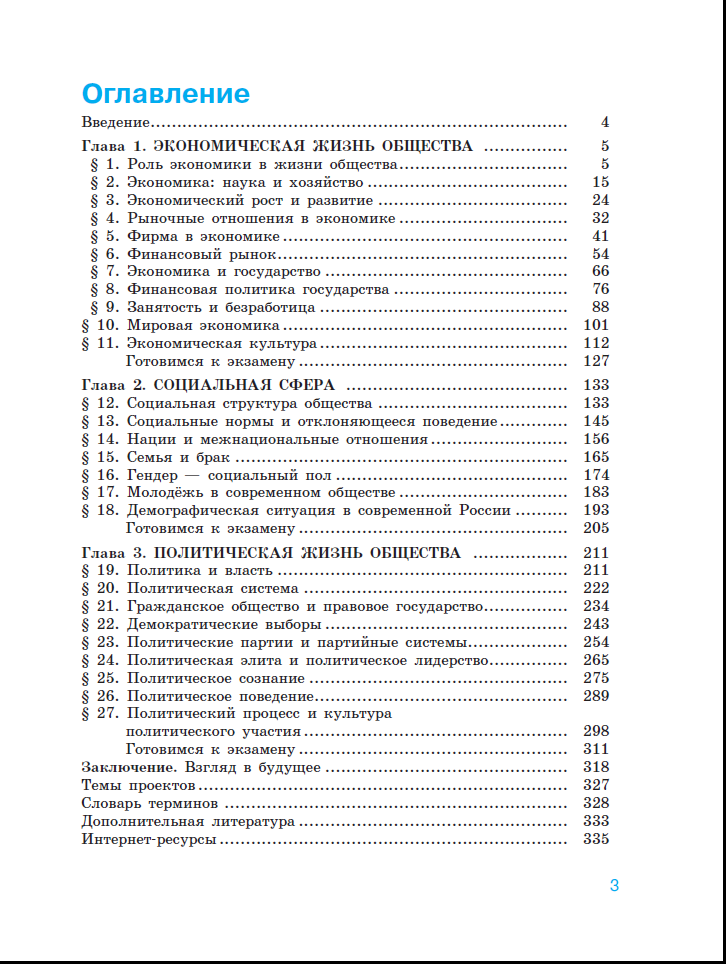 Оглавление
Введение 4
Глава 1. ЭКОНОМИЧЕСКАЯ ЖИЗНЬ ОБЩЕСТВА 5
§ 1. Роль экономики в жизни общества 5
§ 2. Экономика: наука и хозяйство 15
§ 3. Экономический рост и развитие 24
§ 4. Рыночные отношения в экономике 32
§ 5. Фирма в экономике 41
§ 6. Финансовый рынок 54
§ 7. Экономика и государство 66
§ 8. Финансовая политика государства 76
§ 9. Занятость и безработица 88
§ 10. Мировая экономика 101
§ 11. Экономическая культура 112
Готовимся к экзамену 127
Глава 2. СОЦИАЛЬНАЯ СФЕРА 133
§ 12. Социальная структура общества 133
§ 13. Социальные нормы и отклоняющееся поведение 145
§ 14. Нации и межнациональные отношения 156
§ 15. Семья и брак 165
§ 16. Гендер — социальный пол 174
§ 17. Молодёжь в современном обществе 183
§ 18. Демографическая ситуация в современной России 193
Готовимся к экзамену 205
Глава 3. ПОЛИТИЧЕСКАЯ ЖИЗНЬ ОБЩЕСТВА 211
§ 19. Политика и власть 211
§ 20. Политическая система 222
§ 21. Гражданское общество и правовое государство 234
§ 22. Демократические выборы 243
§ 23. Политические партии и партийные системы 254
§ 24. Политическая элита и политическое лидерство 265
§ 25. Политическое сознание 275
§ 26. Политическое поведение 289
§ 27. Политический процесс и культура
политического участия 298
Готовимся к экзамену 311
Заключение. Взгляд в будущее 318
Темы проектов 327
Словарь терминов 328
Дополнительная литература 333
Интернет-ресурсы 335
3